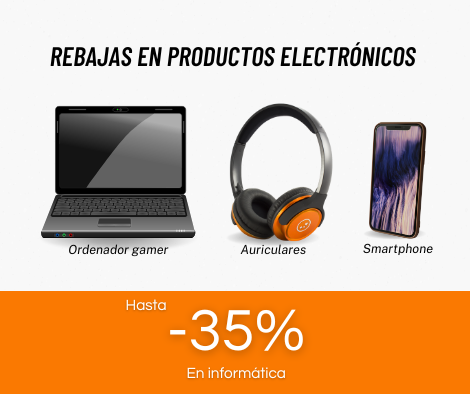 REBAJAS EN PRODUCTOS ELECTRÓNICOS
Ordenador gamer
Auriculares
Smartphone
Hasta
-35%
En informática